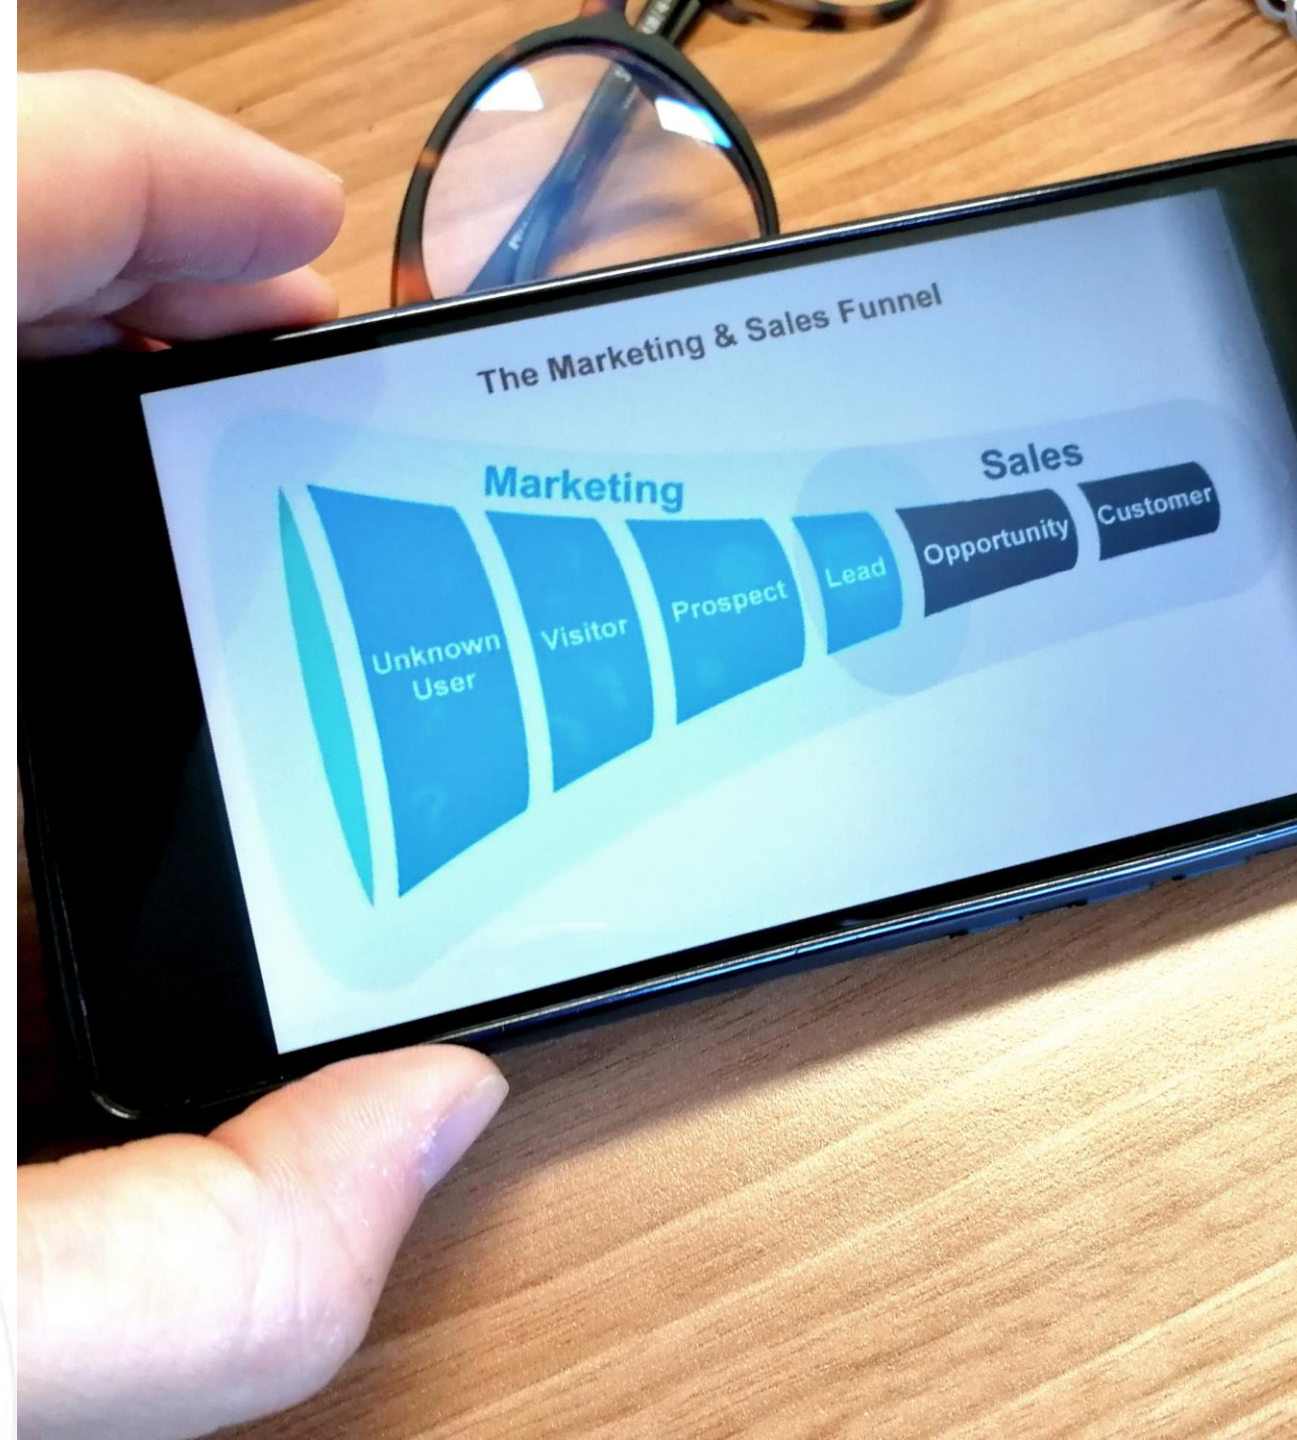 The Marketing & Sales Funnel
Marketing
Sales
Unknown
User
Visitor
Prospect
Lead
Opportunity
Customer